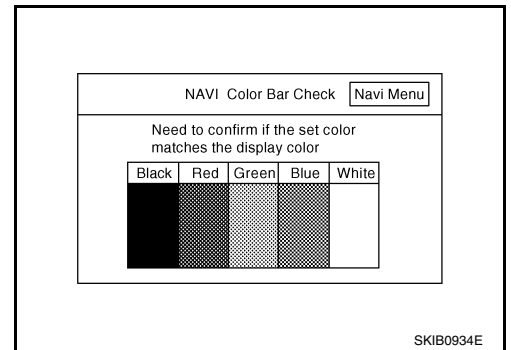 NAVI Color Bar Check Navi Menu
Need to confirm if the set color
matches the display color
Black Red Green Blue White
SKIB0934E